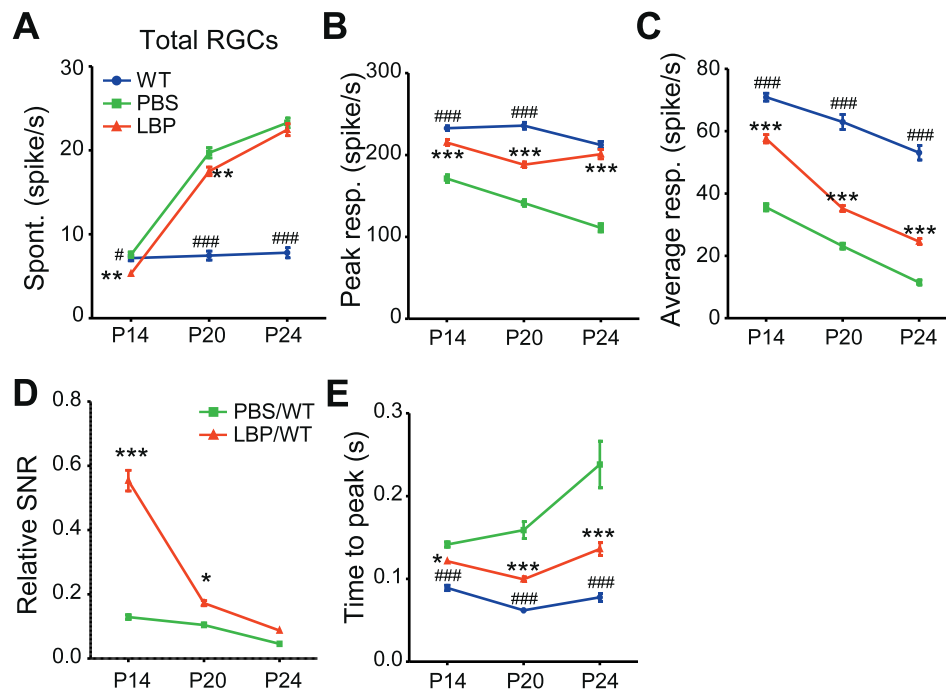 A
Total RGCs
WT
PBS
LBP
Spont. (spike/s)
30
20
10
0
#
**
###
**
###
P14 P20 P24
B
Peak resp. (spike/s)
300
200
100
0
###
###
***
***
***
P14 P20 P24
C
Average resp. (spike/s)
80
60
40
20
0
###
###
###
***
***
***
P14 P20 P24
D
PBS/WT
LBP/WT
Relative SNR
0.8
0.6
0.4
0.2
0.0
***
*
P14 P20 P24
E
Time to peak (s)
0.3
0.2
0.1
0.0
*
***
***
###
###
###
P14 P20 P24